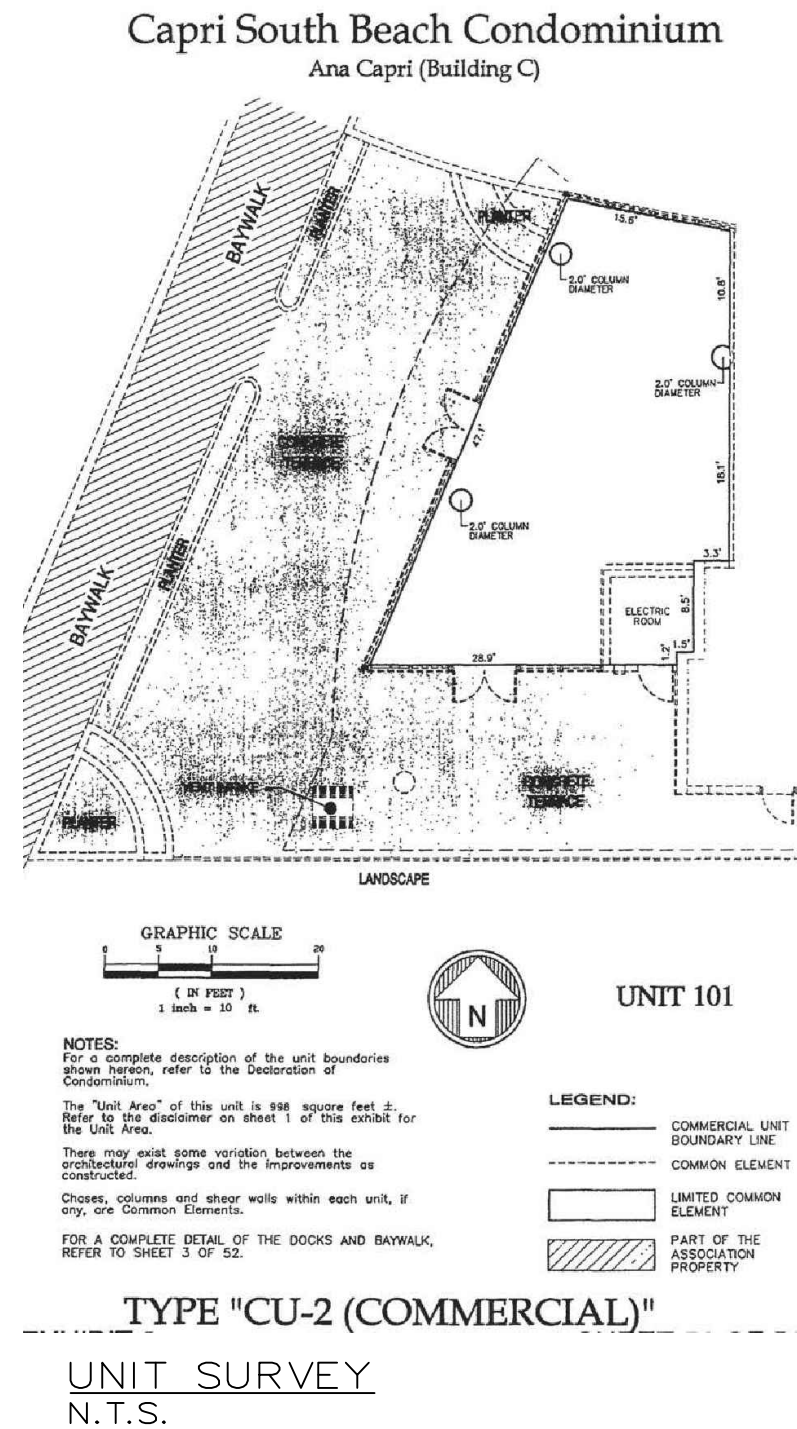 Capri South Beach Condominium
Ana Capri (Building C)
BAYWALK
PLANTER
PLANTER
15.5'
2.0' COLUMN
DIAMETER
10.8'
2.0' COLUMN
DIAMETER
CONCRETE
TERRACE
47.1'
18.1'
2.0' COLUMN
DIAMETER
PLANTER
BAYWALK
3.3'
ELECTRIC
ROOM
8.5'
1.5'
1.2'
28.9'
VENT INTAKE
CONCRETE
TERRACE
PLANTER
LANDSCAPE
GRAPHIC SCALE
0 5 10 20
( IN FEET )
1 inch = 10 ft.
N
UNIT 101
NOTES:
For a complete description of the unit boundaries
shown hereon, refer to the Declaration of
Condominium.
The "Unit Area" of this unit is 998 square feet ±.
Refer to the disclaimer on sheet 1 of this exhibit for
the Unit Area.
There may exist some variation between the
architectural drawings and the improvements as
constructed.
Chases, columns and shear walls within each unit, if
any, are Common Elements.
FOR A COMPLETE DETAIL OF THE DOCKS AND BAYWALK,
REFER TO SHEET 3 OF 52.
LEGEND:
COMMERCIAL UNIT
BOUNDARY LINE
COMMON ELEMENT
LIMITED COMMON
ELEMENT
PART OF THE
ASSOCIATION
PROPERTY
TYPE "CU-2 (COMMERCIAL)"
UNIT SURVEY
N.T.S.